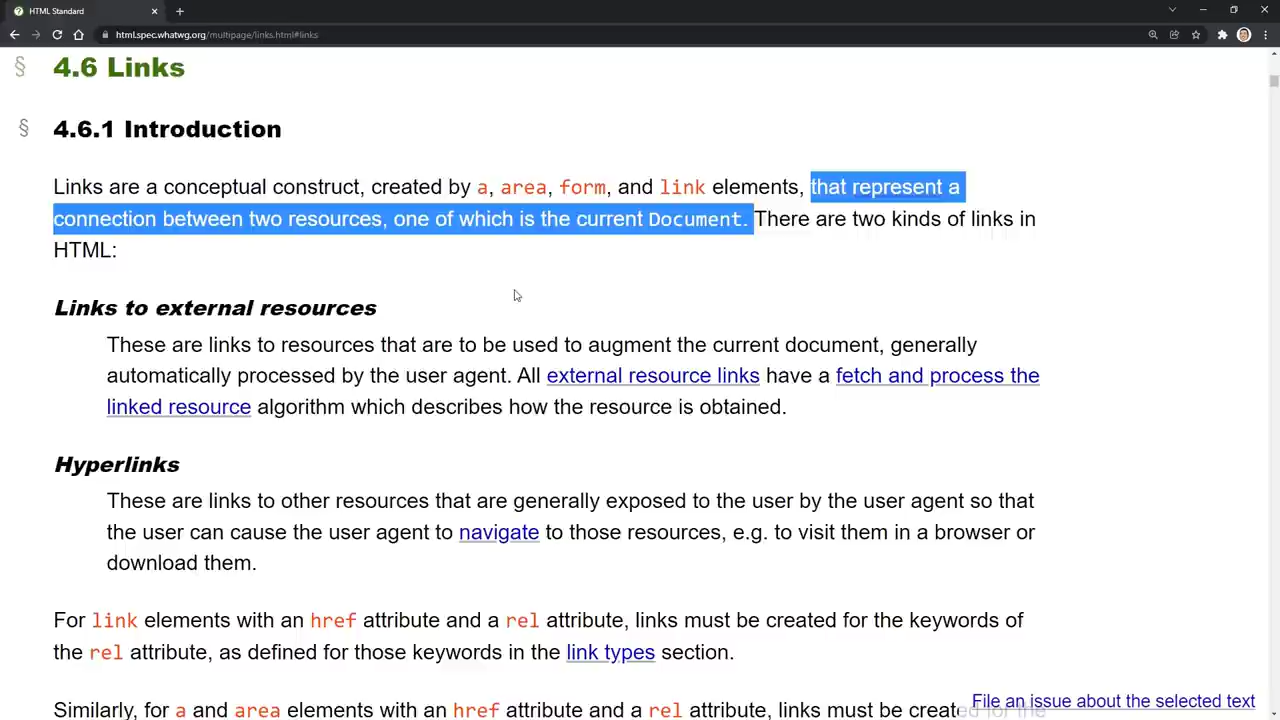 HTML Standard
html.spec.whatwg.org/multipage/links.html#links
§ 4.6 Links
§ 4.6.1 Introduction
Links are a conceptual construct, created by a, area, form, and link elements, that represent a
connection between two resources, one of which is the current Document. There are two kinds of links in
HTML:
Links to external resources
These are links to resources that are to be used to augment the current document, generally
automatically processed by the user agent. All external resource links have a fetch and process the
linked resource algorithm which describes how the resource is obtained.
Hyperlinks
These are links to other resources that are generally exposed to the user by the user agent so that
the user can cause the user agent to navigate to those resources, e.g. to visit them in a browser or
download them.
For link elements with an href attribute and a rel attribute, links must be created for the keywords of
the rel attribute, as defined for those keywords in the link types section.
Similarly, for a and area elements with an href attribute and a rel attribute, links must be created for the
File an issue about the selected text